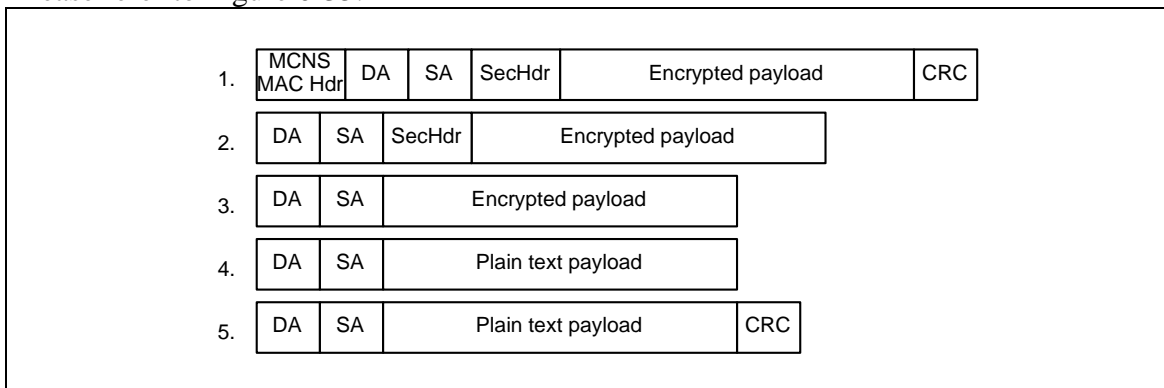 1. MCNS MAC Hdr DA SA SecHdr Encrypted payload CRC
2. DA SA SecHdr Encrypted payload
3. DA SA Encrypted payload
4. DA SA Plain text payload
5. DA SA Plain text payload CRC